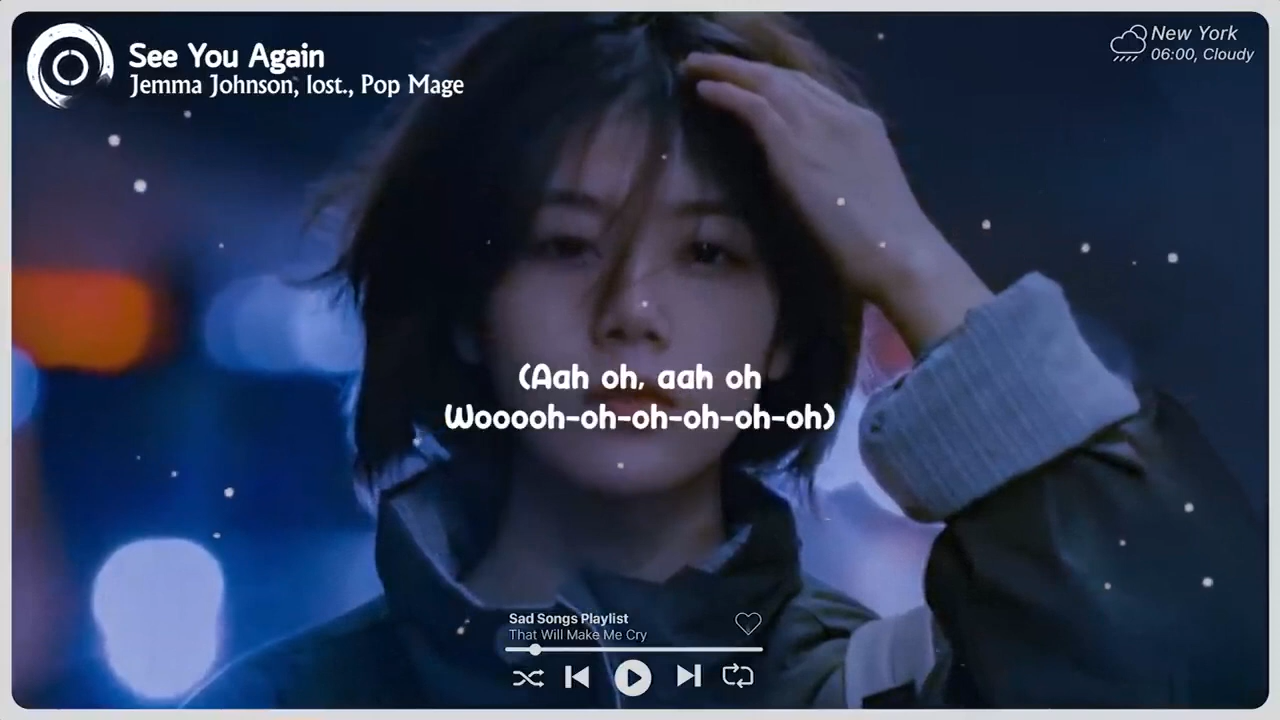 See You Again
Jemma Johnson, lost., Pop Mage
New York
06:00, Cloudy
(Aah oh, aah oh
Wooooh-oh-oh-oh-oh-oh)
Sad Songs Playlist
That Will Make Me Cry